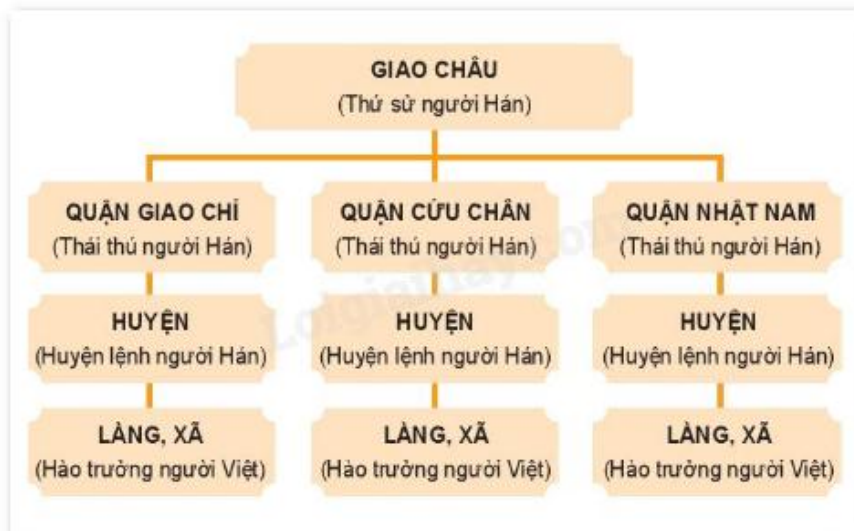 GIAO CHÂU
(Thứ sử người Hán)
QUẬN GIAO CHỈ
(Thái thú người Hán)
QUẬN CỬU CHÂN
(Thái thú người Hán)
QUẬN NHẬT NAM
(Thái thú người Hán)
HUYỆN
(Huyện lệnh người Hán)
HUYỆN
(Huyện lệnh người Hán)
HUYỆN
(Huyện lệnh người Hán)
LÀNG, XÃ
(Hào trưởng người Việt)
LÀNG, XÃ
(Hào trưởng người Việt)
LÀNG, XÃ
(Hào trưởng người Việt)
Loigiaihay.com